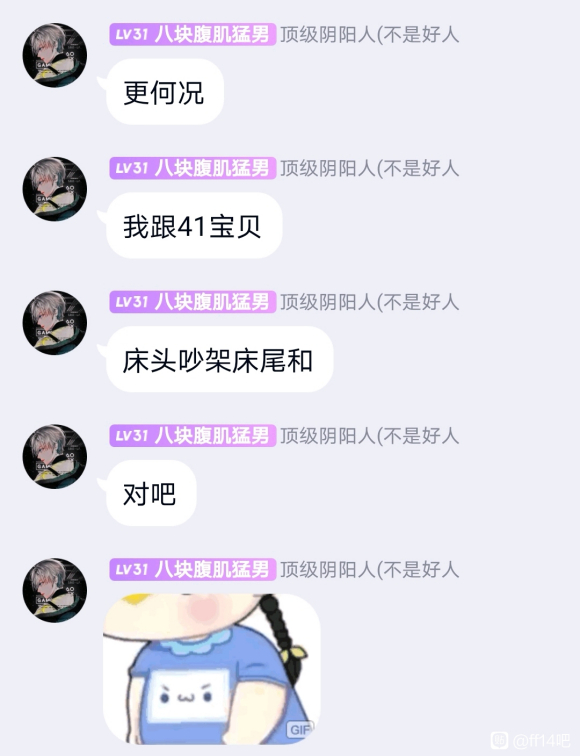 LV31 八块腹肌猛男 顶级阴阳人(不是好人
更何况
LV31 八块腹肌猛男 顶级阴阳人(不是好人
我跟41宝贝
LV31 八块腹肌猛男 顶级阴阳人(不是好人
床头吵架床尾和
LV31 八块腹肌猛男 顶级阴阳人(不是好人
对吧
LV31 八块腹肌猛男 顶级阴阳人(不是好人
GIF
@ff14吧